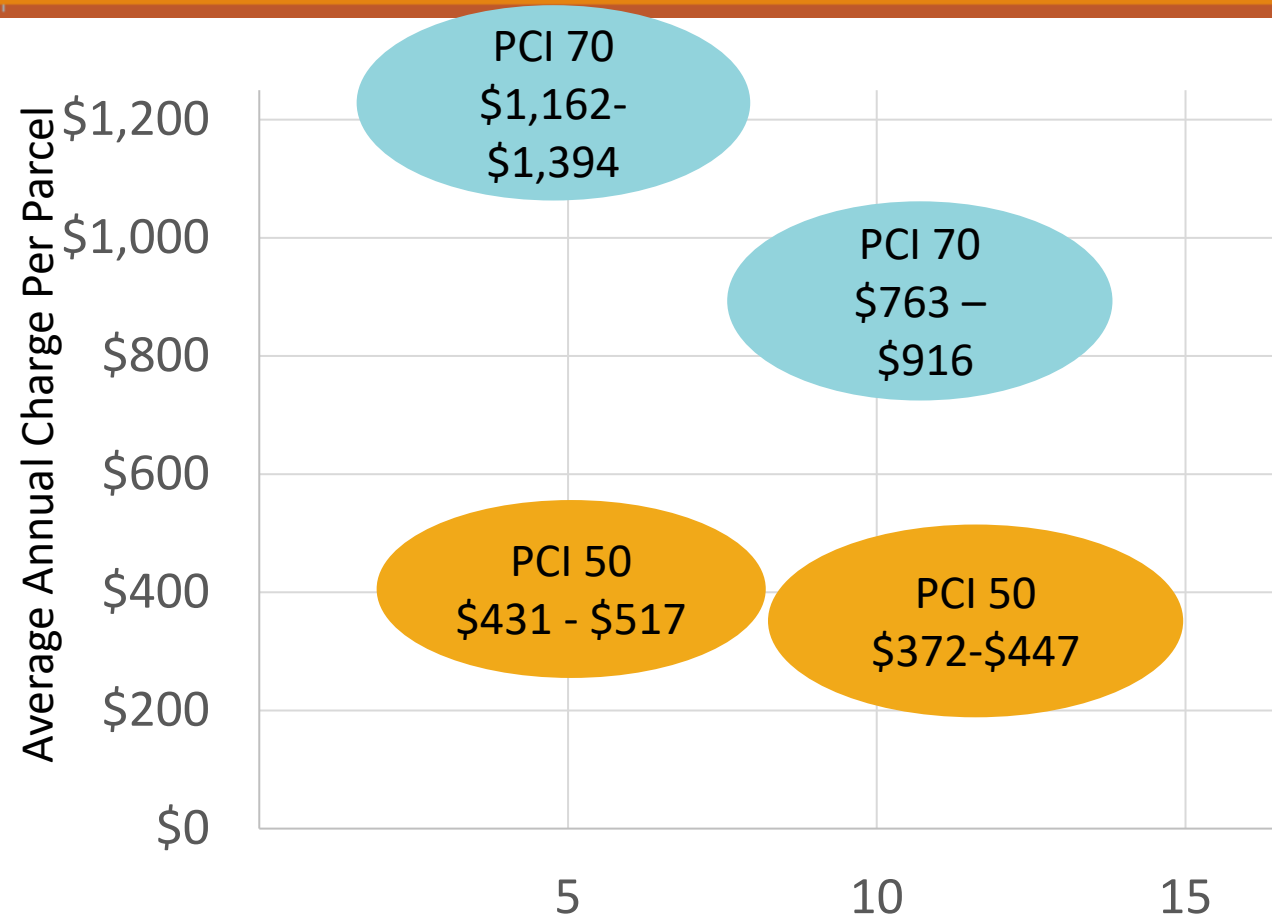 Average Annual Charge Per Parcel
$1,200
$1,000
$800
$600
$400
$200
$0
PCI 70
$1,162-
$1,394
PCI 70
$763 –
$916
PCI 50
$431 - $517
PCI 50
$372-$447
5
10
15